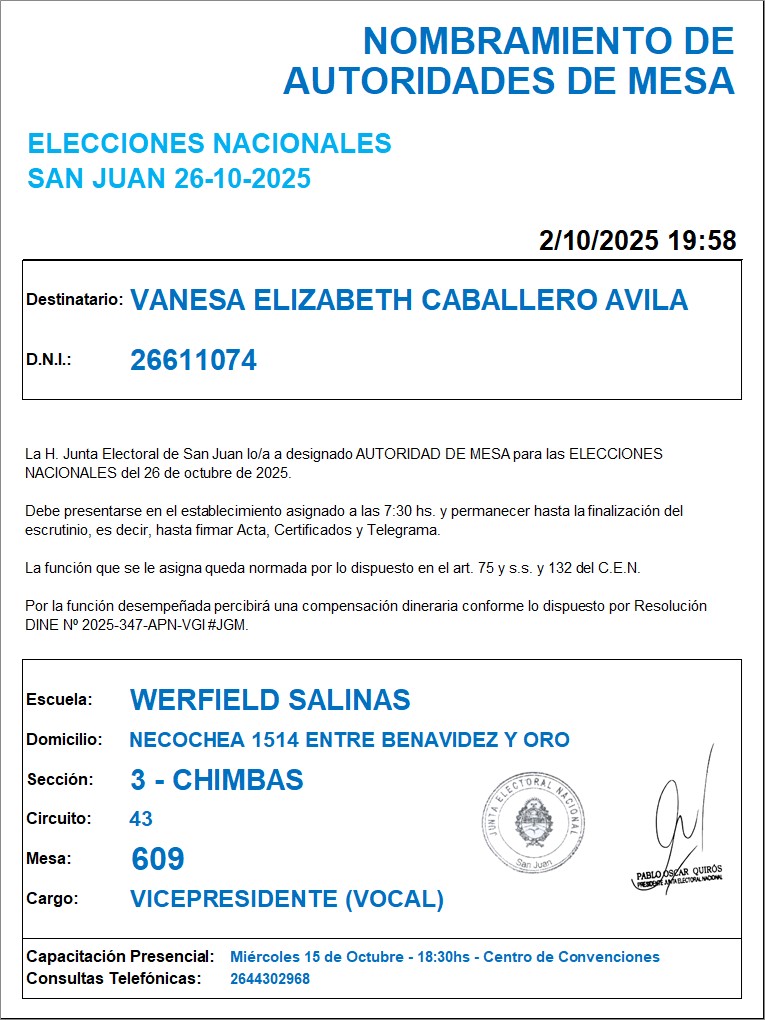 NOMBRAMIENTO DE
AUTORIDADES DE MESA
ELECCIONES NACIONALES
SAN JUAN 26-10-2025
2/10/2025 19:58
Destinatario: VANESA ELIZABETH CABALLERO AVILA
D.N.I.: 26611074
La H. Junta Electoral de San Juan lo/a a designado AUTORIDAD DE MESA para las ELECCIONES
NACIONALES del 26 de octubre de 2025.
Debe presentarse en el establecimiento asignado a las 7:30 hs. y permanecer hasta la finalización del
escrutinio, es decir, hasta firmar Acta, Certificados y Telegrama.
La función que se le asigna queda normada por lo dispuesto en el art. 75 y s.s. y 132 del C.E.N.
Por la función desempeñada percibirá una compensación dineraria conforme lo dispuesto por Resolución
DINE Nº 2025-347-APN-VGI#JGM.
Escuela: WERFIELD SALINAS
Domicilio: NECOCHEA 1514 ENTRE BENAVIDEZ Y ORO
Sección: 3 - CHIMBAS
Circuito: 43
Mesa: 609
Cargo: VICEPRESIDENTE (VOCAL)
JUNTA ELECTORAL NACIONAL
San Juan
PABLO OSCAR QUIRÓS
PRESIDENTE JUNTA ELECTORAL NACIONAL
Capacitación Presencial: Miércoles 15 de Octubre - 18:30hs - Centro de Convenciones
Consultas Telefónicas: 2644302968